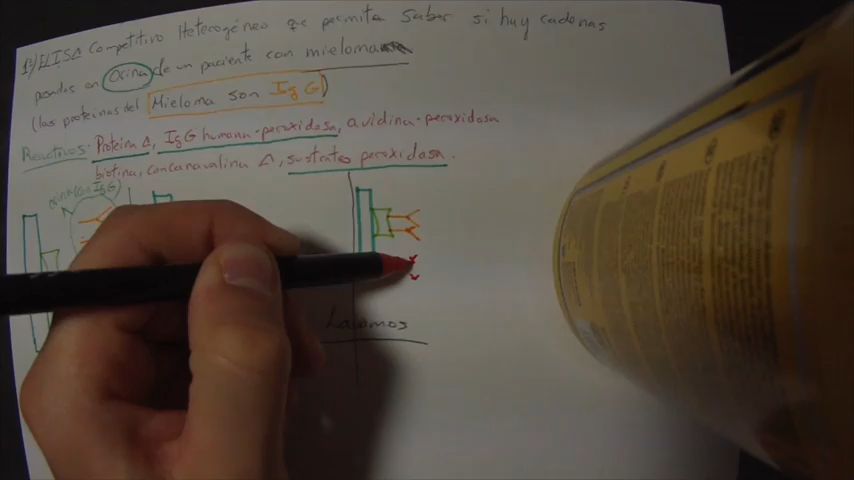 1º) ELISA Competitivo Heterogéneo que permita saber si hay cadenas
pesadas en Orina de un paciente con mieloma
(las proteínas del Mieloma son IgG)
Reactivos: Proteína A, IgG humana-peroxidasa, avidina-peroxidasa
biotina, concanavalina A, sustrato peroxidasa.
IgG
Lavamos